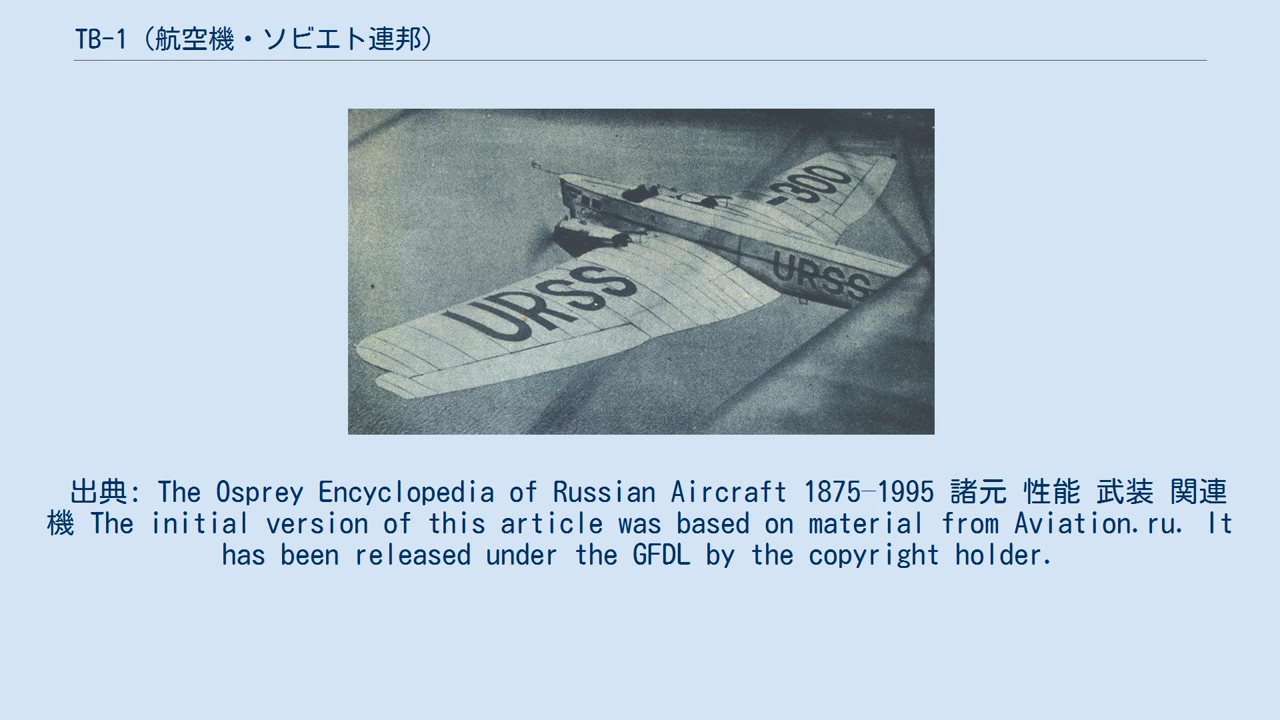 TB-1（航空機・ソビエト連邦）
-300
URSS
URSS
出典: The Osprey Encyclopedia of Russian Aircraft 1875–1995 諸元 性能 武装 関連
機 The initial version of this article was based on material from Aviation.ru. It
has been released under the GFDL by the copyright holder.